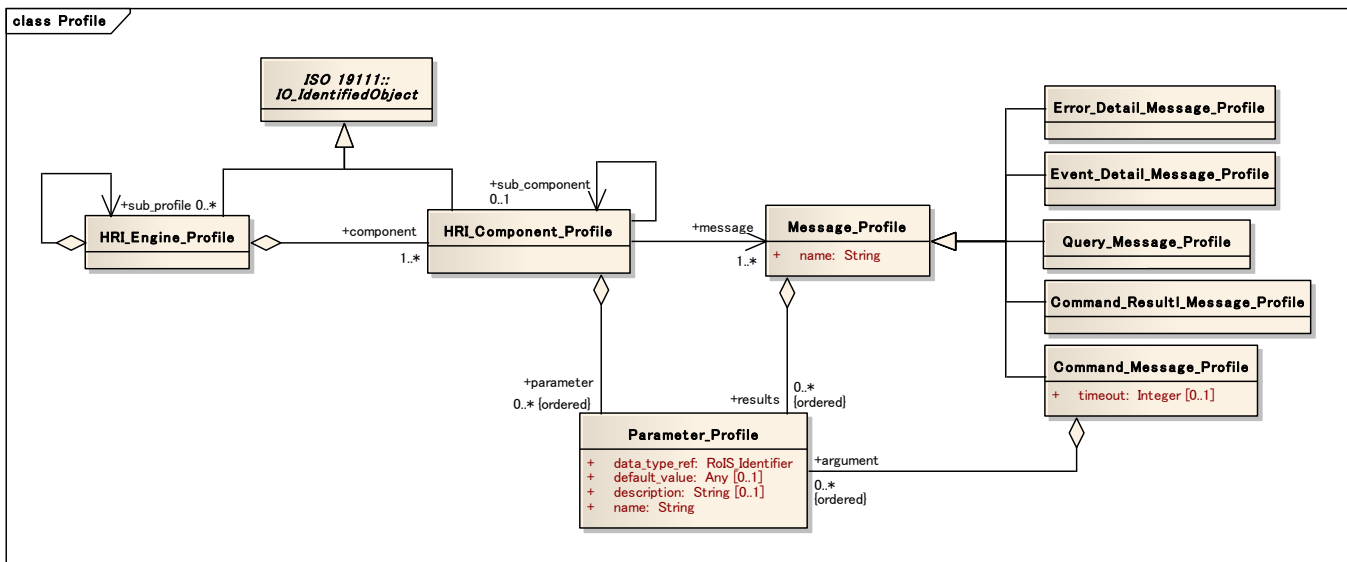 class Profile
ISO 19111::
IO_IdentifiedObject
+sub_profile 0..*
HRI_Engine_Profile
+component
1..*
+sub_component
0..1
HRI_Component_Profile
+message
1..*
Message_Profile
+ name: String
Error_Detail_Message_Profile
Event_Detail_Message_Profile
Query_Message_Profile
Command_Resultl_Message_Profile
Command_Message_Profile
+ timeout: Integer [0..1]
+parameter
0..* {ordered}
+results
0..*
{ordered}
Parameter_Profile
+ data_type_ref: RoIS_Identifier
+ default_value: Any [0..1]
+ description: String [0..1]
+ name: String
+argument
0..*
{ordered}